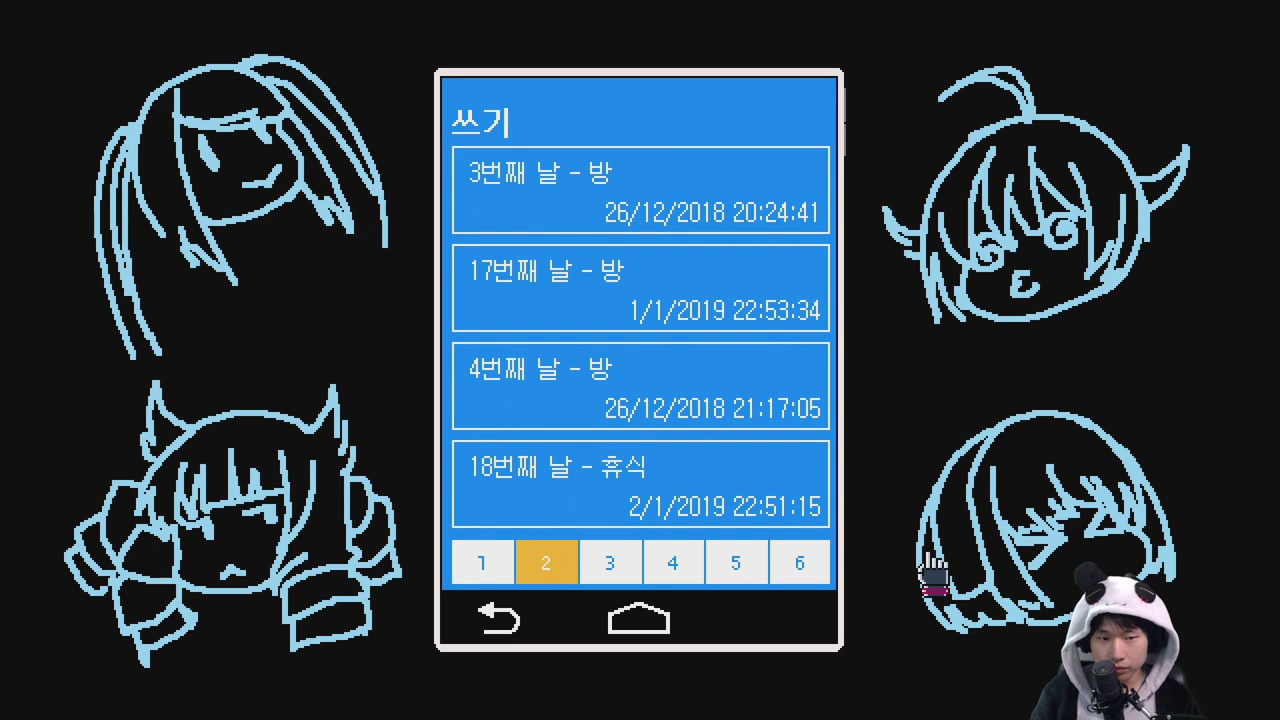 쓰기
3번째 날 - 방
26/12/2018 20:24:41
17번째 날 - 방
1/1/2019 22:53:34
4번째 날 - 방
26/12/2018 21:17:05
18번째 날 - 휴식
2/1/2019 22:51:15
1 2 3 4 5 6